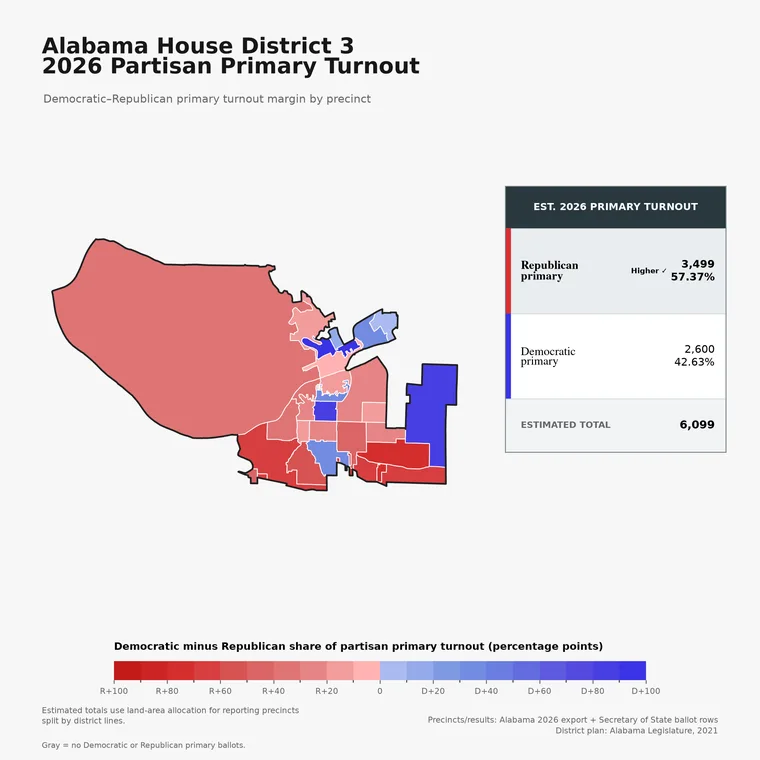 Alabama House District 3
2026 Partisan Primary Turnout
Democratic–Republican primary turnout margin by precinct
EST. 2026 PRIMARY TURNOUT
Republican
primary
Higher ✓
3,499
57.37%
Democratic
primary
2,600
42.63%
ESTIMATED TOTAL
6,099
Democratic minus Republican share of partisan primary turnout (percentage points)
R+100 R+80 R+60 R+40 R+20 0 D+20 D+40 D+60 D+80 D+100
Estimated totals use land-area allocation for reporting precincts
split by district lines.
Gray = no Democratic or Republican primary ballots.
Precincts/results: Alabama 2026 export + Secretary of State ballot rows
District plan: Alabama Legislature, 2021